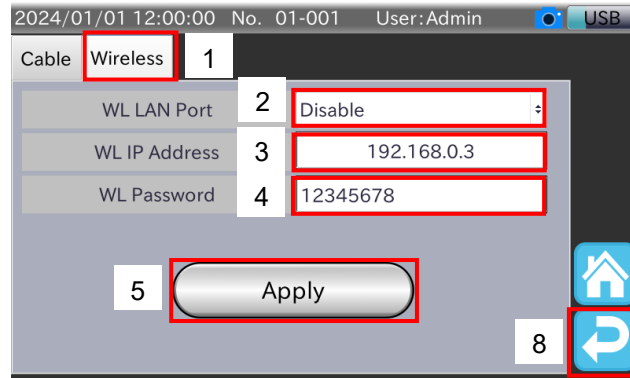 2024/01/01 12:00:00 No. 01-001 User:Admin USB
Cable Wireless 1
WL LAN Port 2 Disable
WL IP Address 3 192.168.0.3
WL Password 4 12345678
5 Apply
8